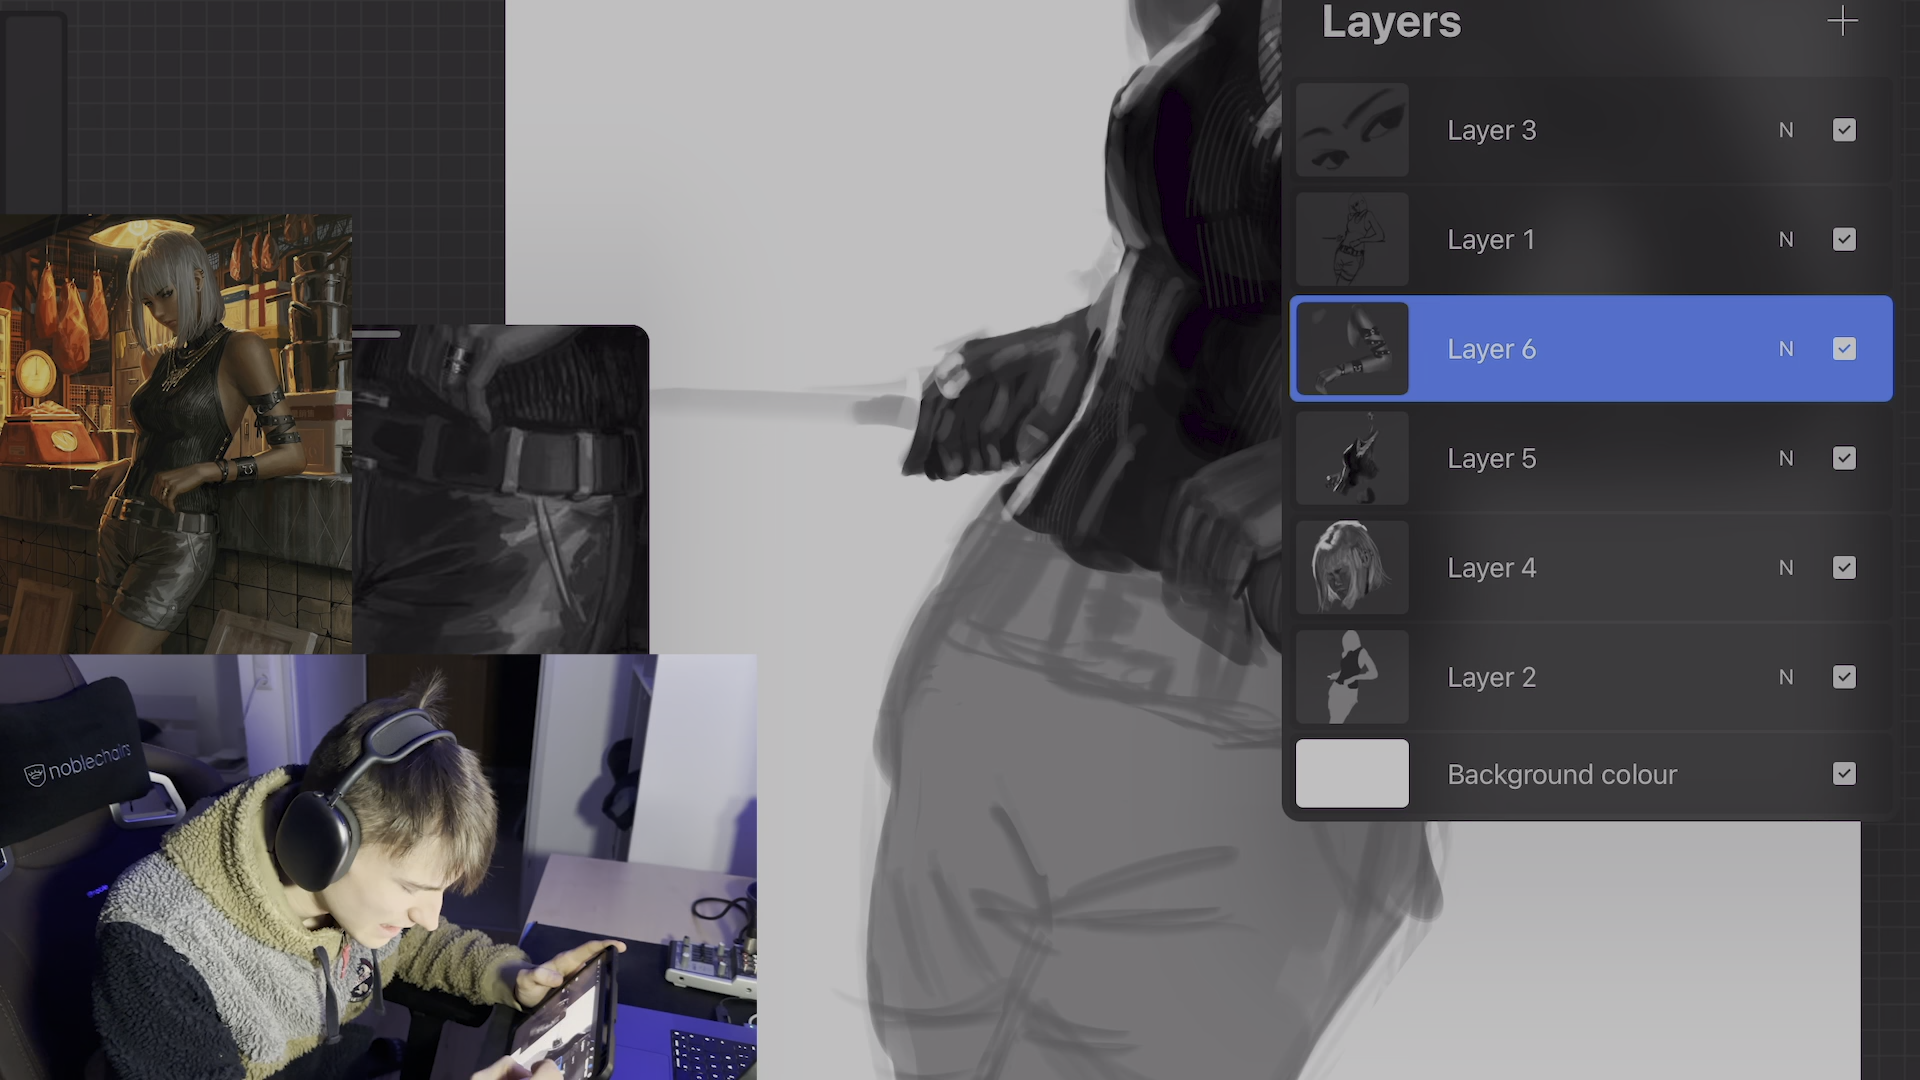 Layers
Layer 3 N
Layer 1 N
Layer 6 N
Layer 5 N
Layer 4 N
Layer 2 N
Background colour
noblechairs